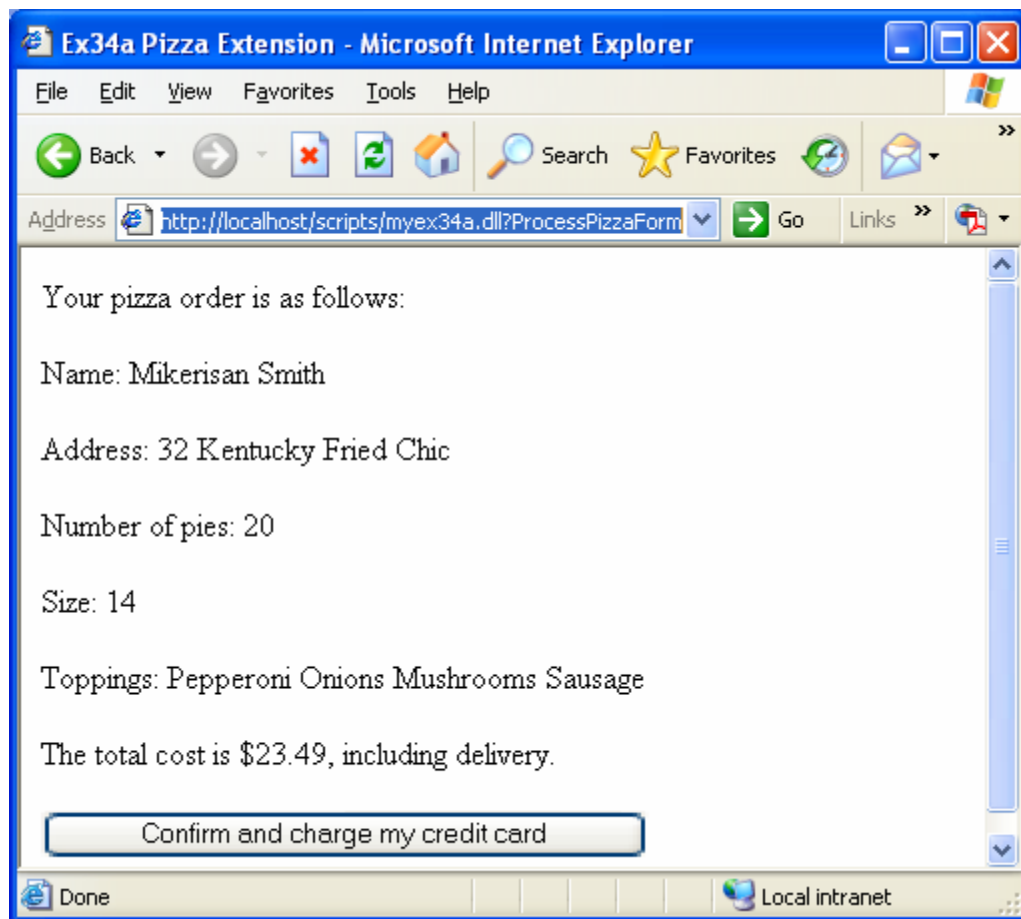 Ex34a Pizza Extension - Microsoft Internet Explorer
File Edit View Favorites Tools Help
Back Search Favorites »
Address http://localhost/scripts/myex34a.dll?ProcessPizzaForm Go Links »
Your pizza order is as follows:
Name: Mikerisan Smith
Address: 32 Kentucky Fried Chic
Number of pies: 20
Size: 14
Toppings: Pepperoni Onions Mushrooms Sausage
The total cost is $23.49, including delivery.
Confirm and charge my credit card
Done Local intranet